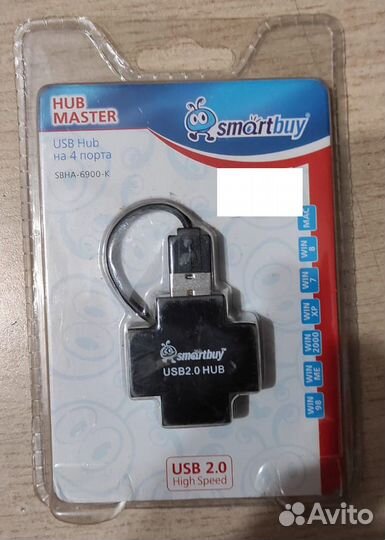 HUB
MASTER
USB Hub
на 4 порта
SBHA-6900-K
smartbuy
MAC
WIN 8
WIN 7
WIN XP
WIN 2000
WIN ME
WIN 98
smartbuy
USB2.0 HUB
USB 2.0
High Speed
Avito